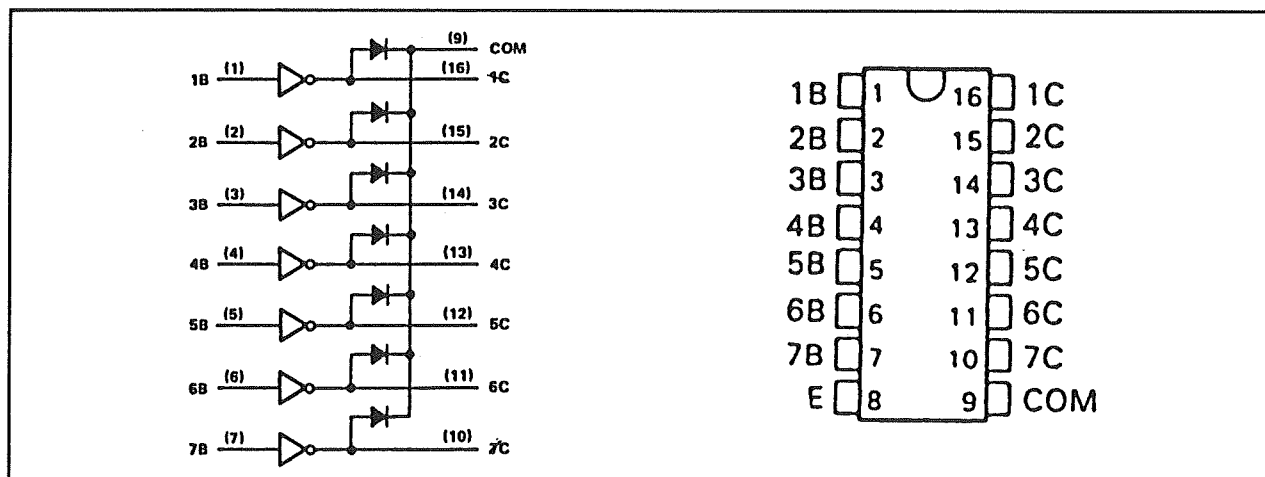 (9) COM
1B (1) (16) 1C
2B (2) (15) 2C
3B (3) (14) 3C
4B (4) (13) 4C
5B (5) (12) 5C
6B (6) (11) 6C
7B (7) (10) 7C
1B 1 16 1C
2B 2 15 2C
3B 3 14 3C
4B 4 13 4C
5B 5 12 5C
6B 6 11 6C
7B 7 10 7C
E 8 9 COM